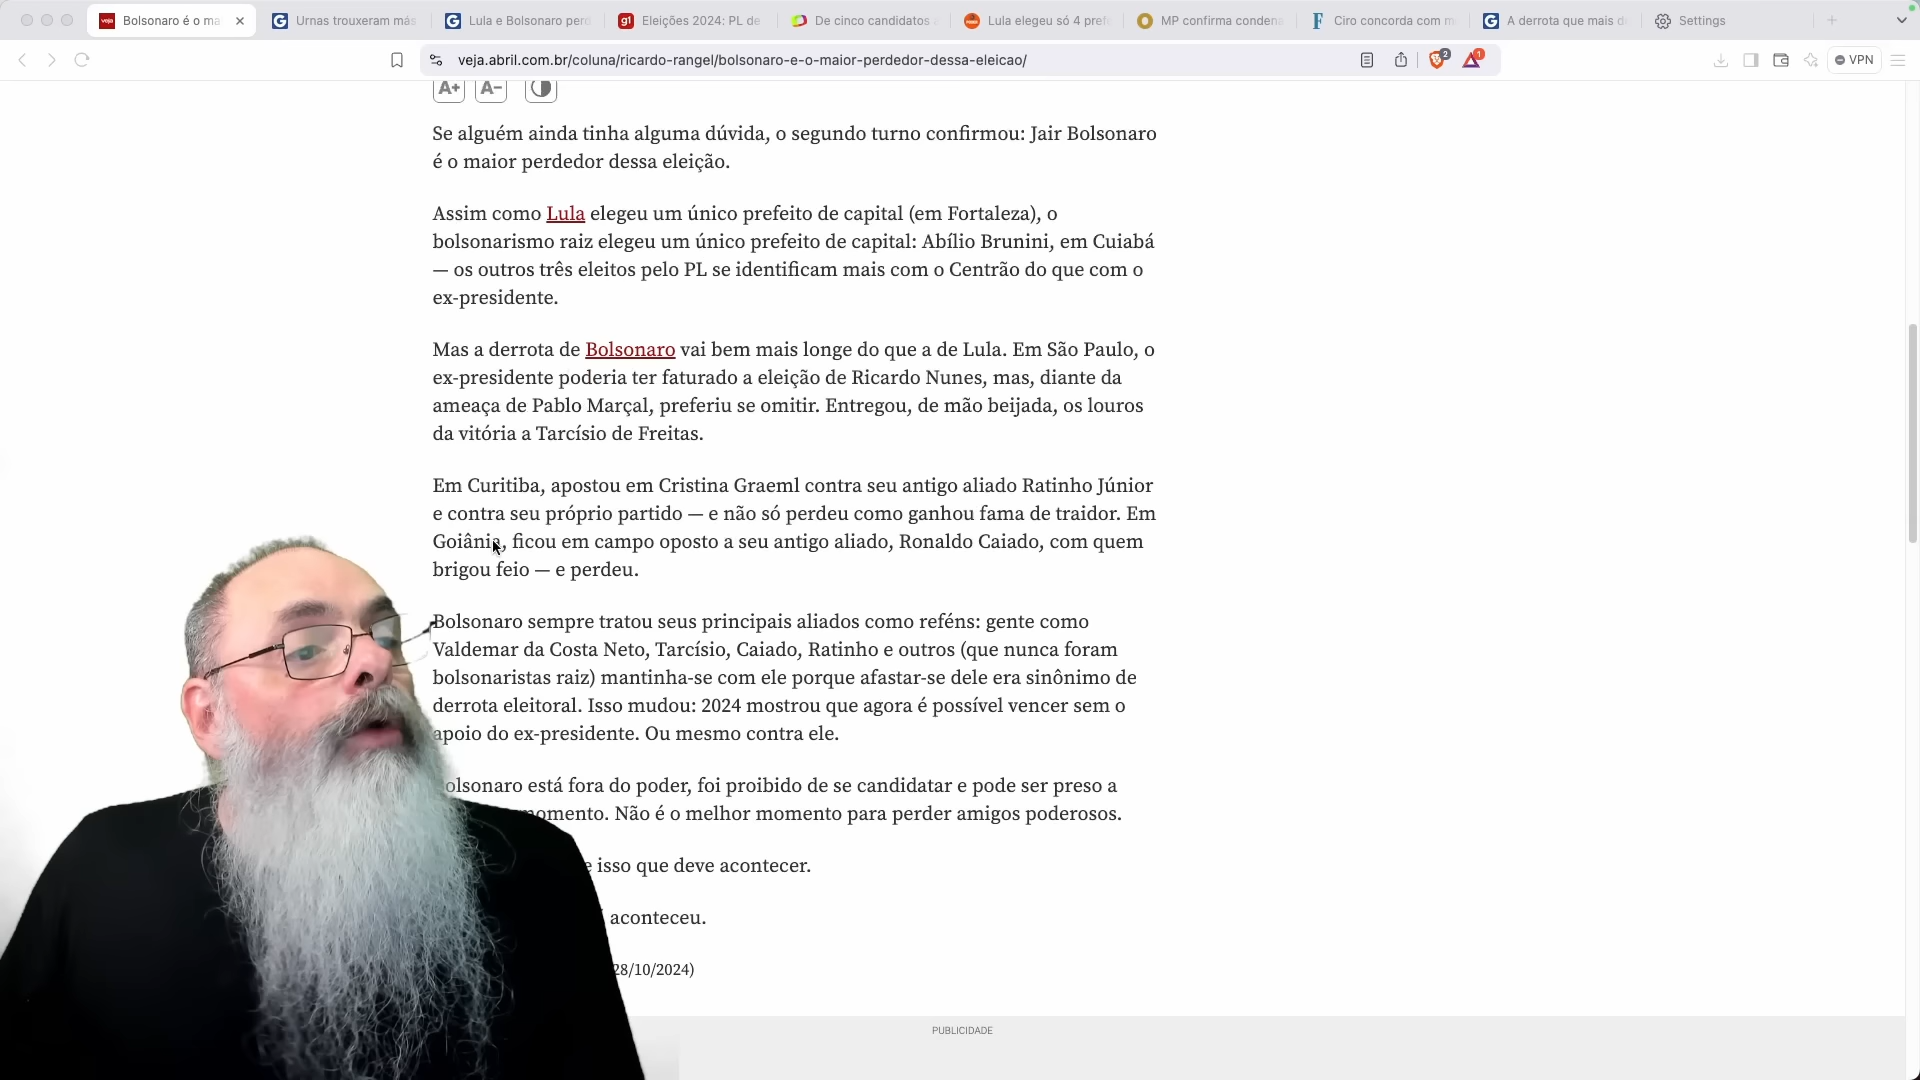 Bolsonaro é o ma
Urnas trouxeram más
Lula e Bolsonaro perd
Eleições 2024: PL de
De cinco candidatos
Lula elegeu só 4 pref
MP confirma conden
Ciro concorda com m
A derrota que mais d
Settings
veja.abril.com.br/coluna/ricardo-rangel/bolsonaro-e-o-maior-perdedor-dessa-eleicao/
2
1
VPN
A+ A-
Se alguém ainda tinha alguma dúvida, o segundo turno confirmou: Jair Bolsonaro
é o maior perdedor dessa eleição.
Assim como Lula elegeu um único prefeito de capital (em Fortaleza), o
bolsonarismo raiz elegeu um único prefeito de capital: Abílio Brunini, em Cuiabá
— os outros três eleitos pelo PL se identificam mais com o Centrão do que com o
ex-presidente.
Mas a derrota de Bolsonaro vai bem mais longe do que a de Lula. Em São Paulo, o
ex-presidente poderia ter faturado a eleição de Ricardo Nunes, mas, diante da
ameaça de Pablo Marçal, preferiu se omitir. Entregou, de mão beijada, os louros
da vitória a Tarcísio de Freitas.
Em Curitiba, apostou em Cristina Graeml contra seu antigo aliado Ratinho Júnior
e contra seu próprio partido — e não só perdeu como ganhou fama de traidor. Em
Goiânia, ficou em campo oposto a seu antigo aliado, Ronaldo Caiado, com quem
brigou feio — e perdeu.
Bolsonaro sempre tratou seus principais aliados como reféns: gente como
Valdemar da Costa Neto, Tarcísio, Caiado, Ratinho e outros (que nunca foram
bolsonaristas raiz) mantinha-se com ele porque afastar-se dele era sinônimo de
derrota eleitoral. Isso mudou: 2024 mostrou que agora é possível vencer sem o
apoio do ex-presidente. Ou mesmo contra ele.
olsonaro está fora do poder, foi proibido de se candidatar e pode ser preso a
momento. Não é o melhor momento para perder amigos poderosos.
e isso que deve acontecer.
aconteceu.
28/10/2024)
PUBLICIDADE